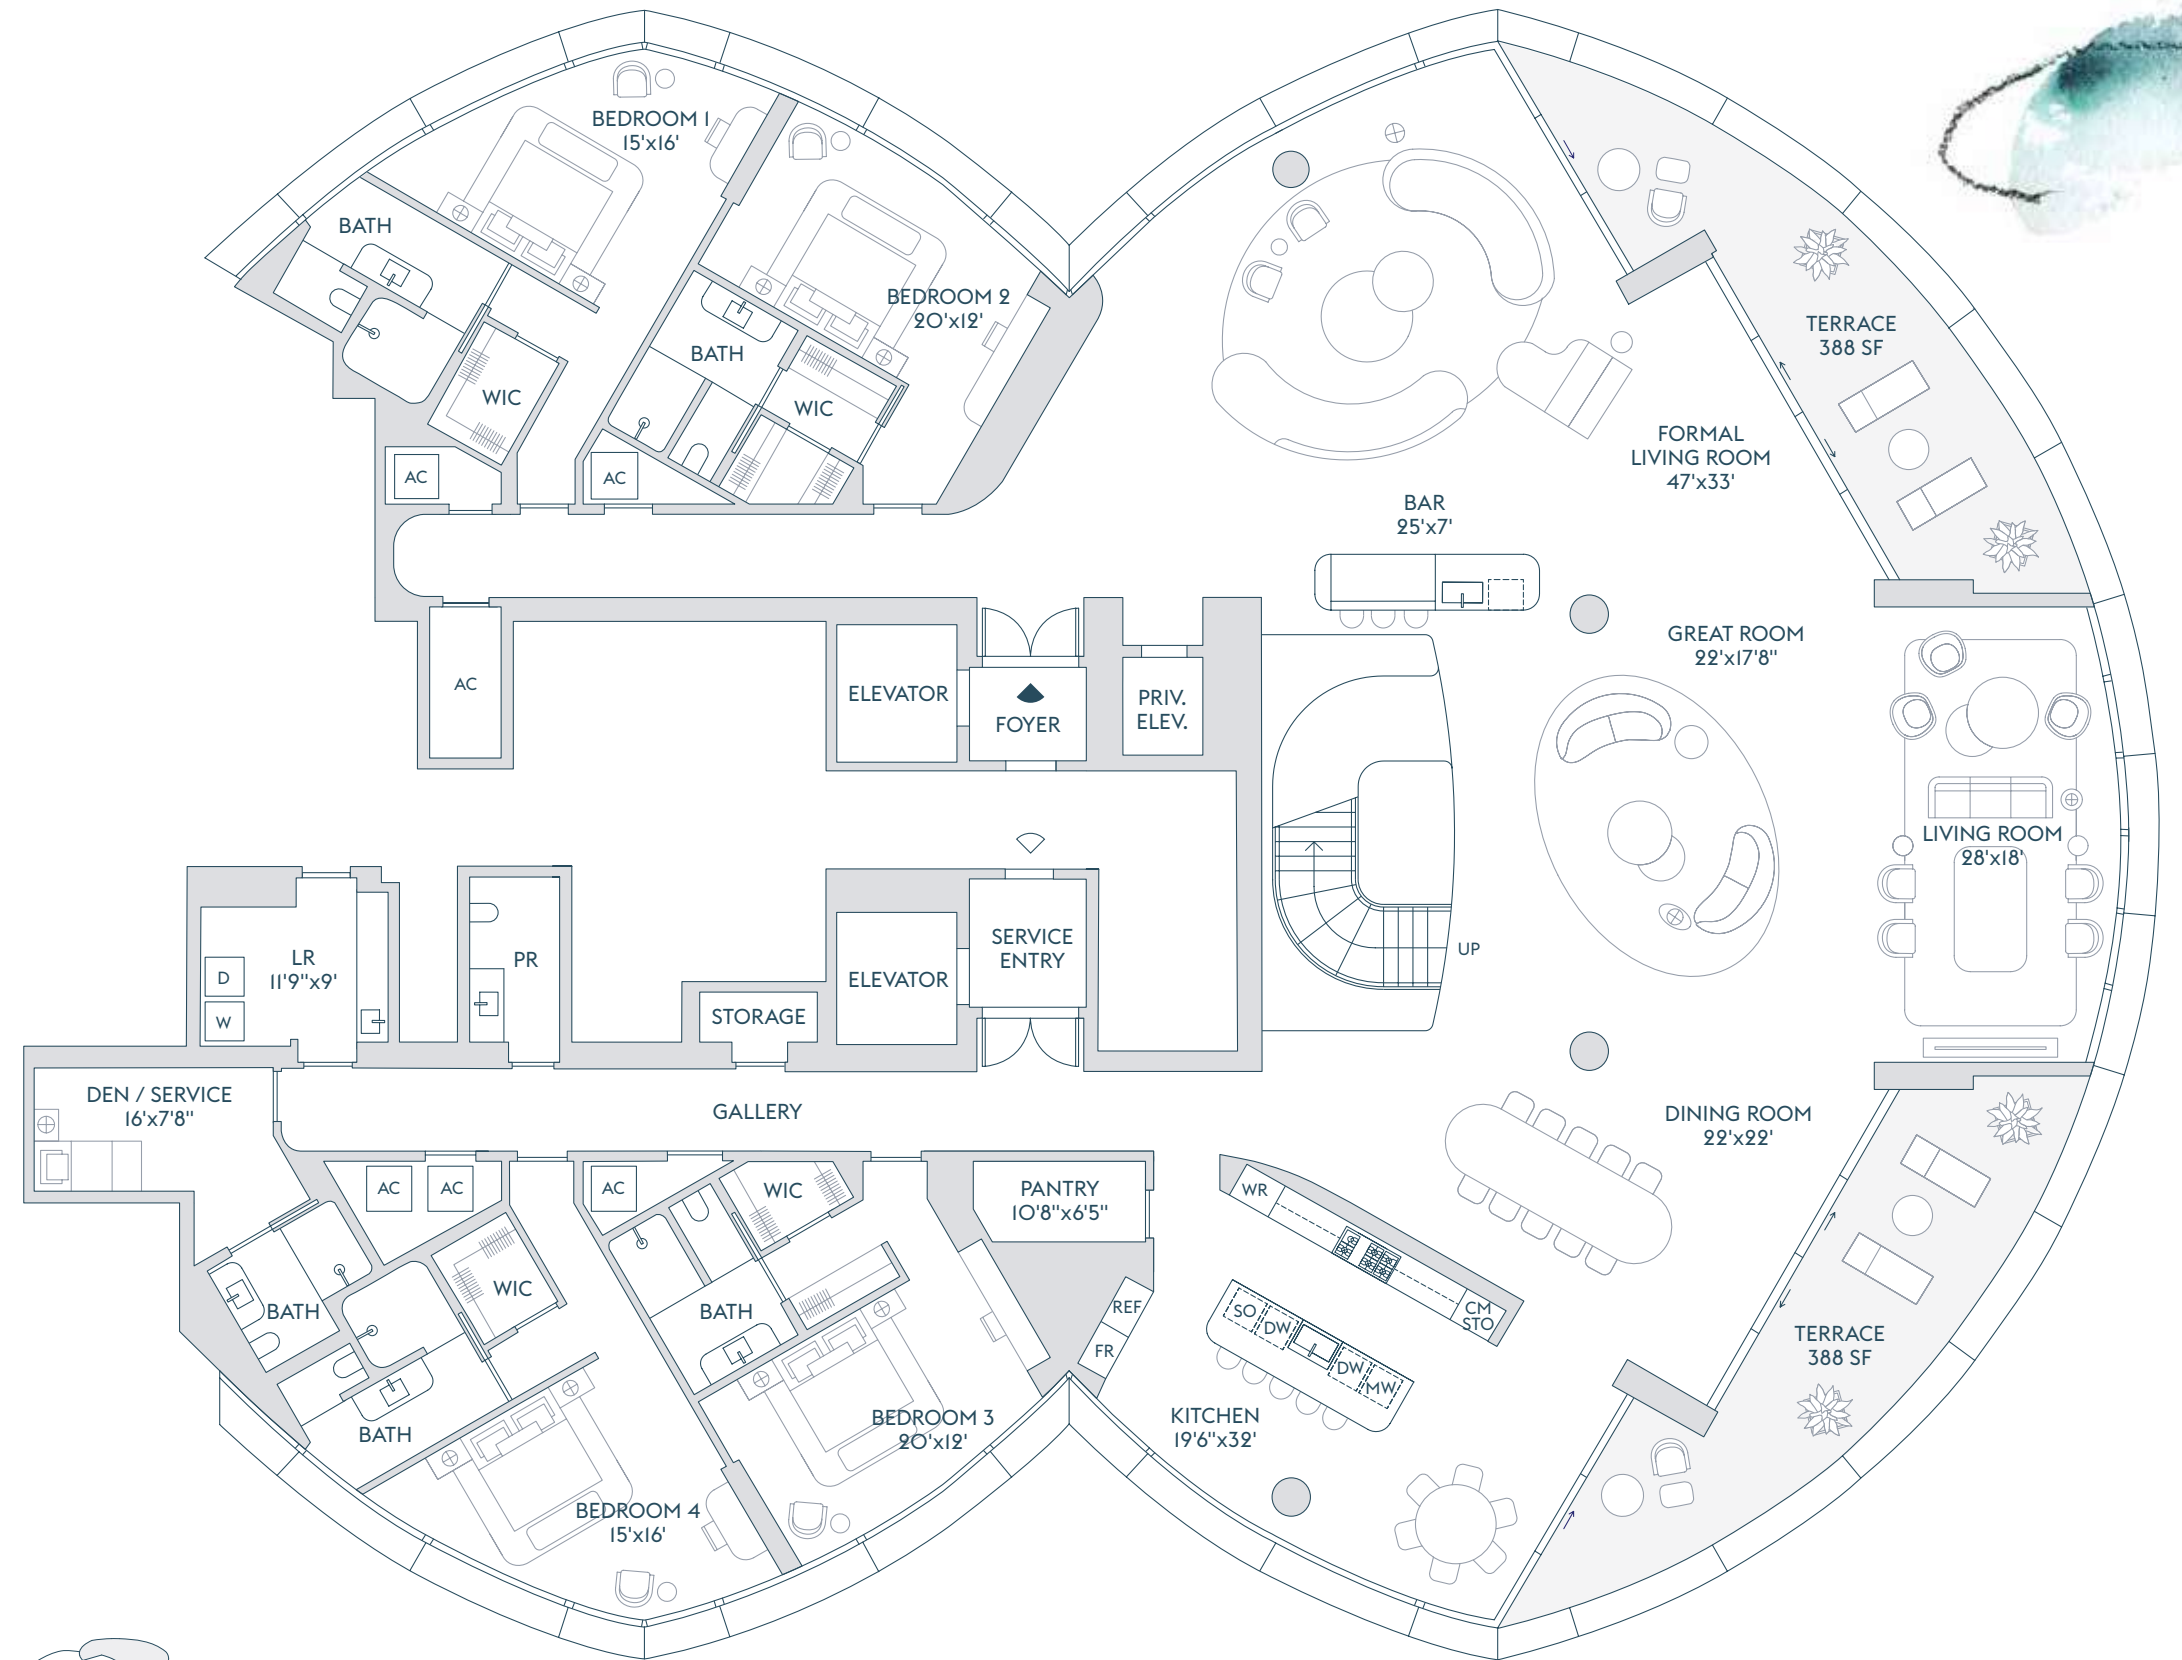 BEDROOM 1
15'x16'
BATH
BEDROOM 2
20'x12'
TERRACE
388 SF
BATH
WIC
WIC
FORMAL
LIVING ROOM
47'x33'
AC
AC
BAR
25'x7'
GREAT ROOM
22'x17'8"
AC
ELEVATOR
FOYER
PRIV.
ELEV.
LIVING ROOM
28'x18'
LR
11'9"x9'
D
W
PR
SERVICE
ENTRY
UP
ELEVATOR
STORAGE
DEN / SERVICE
16'x7'8"
GALLERY
DINING ROOM
22'x22'
AC
AC
AC
WIC
PANTRY
10'8"x6'5"
WR
WIC
BATH
BATH
REF
FR
SO
DW
DW
MW
CM
STO
TERRACE
388 SF
BATH
BEDROOM 3
20'x12'
KITCHEN
19'6"x32'
BEDROOM 4
15'x16'